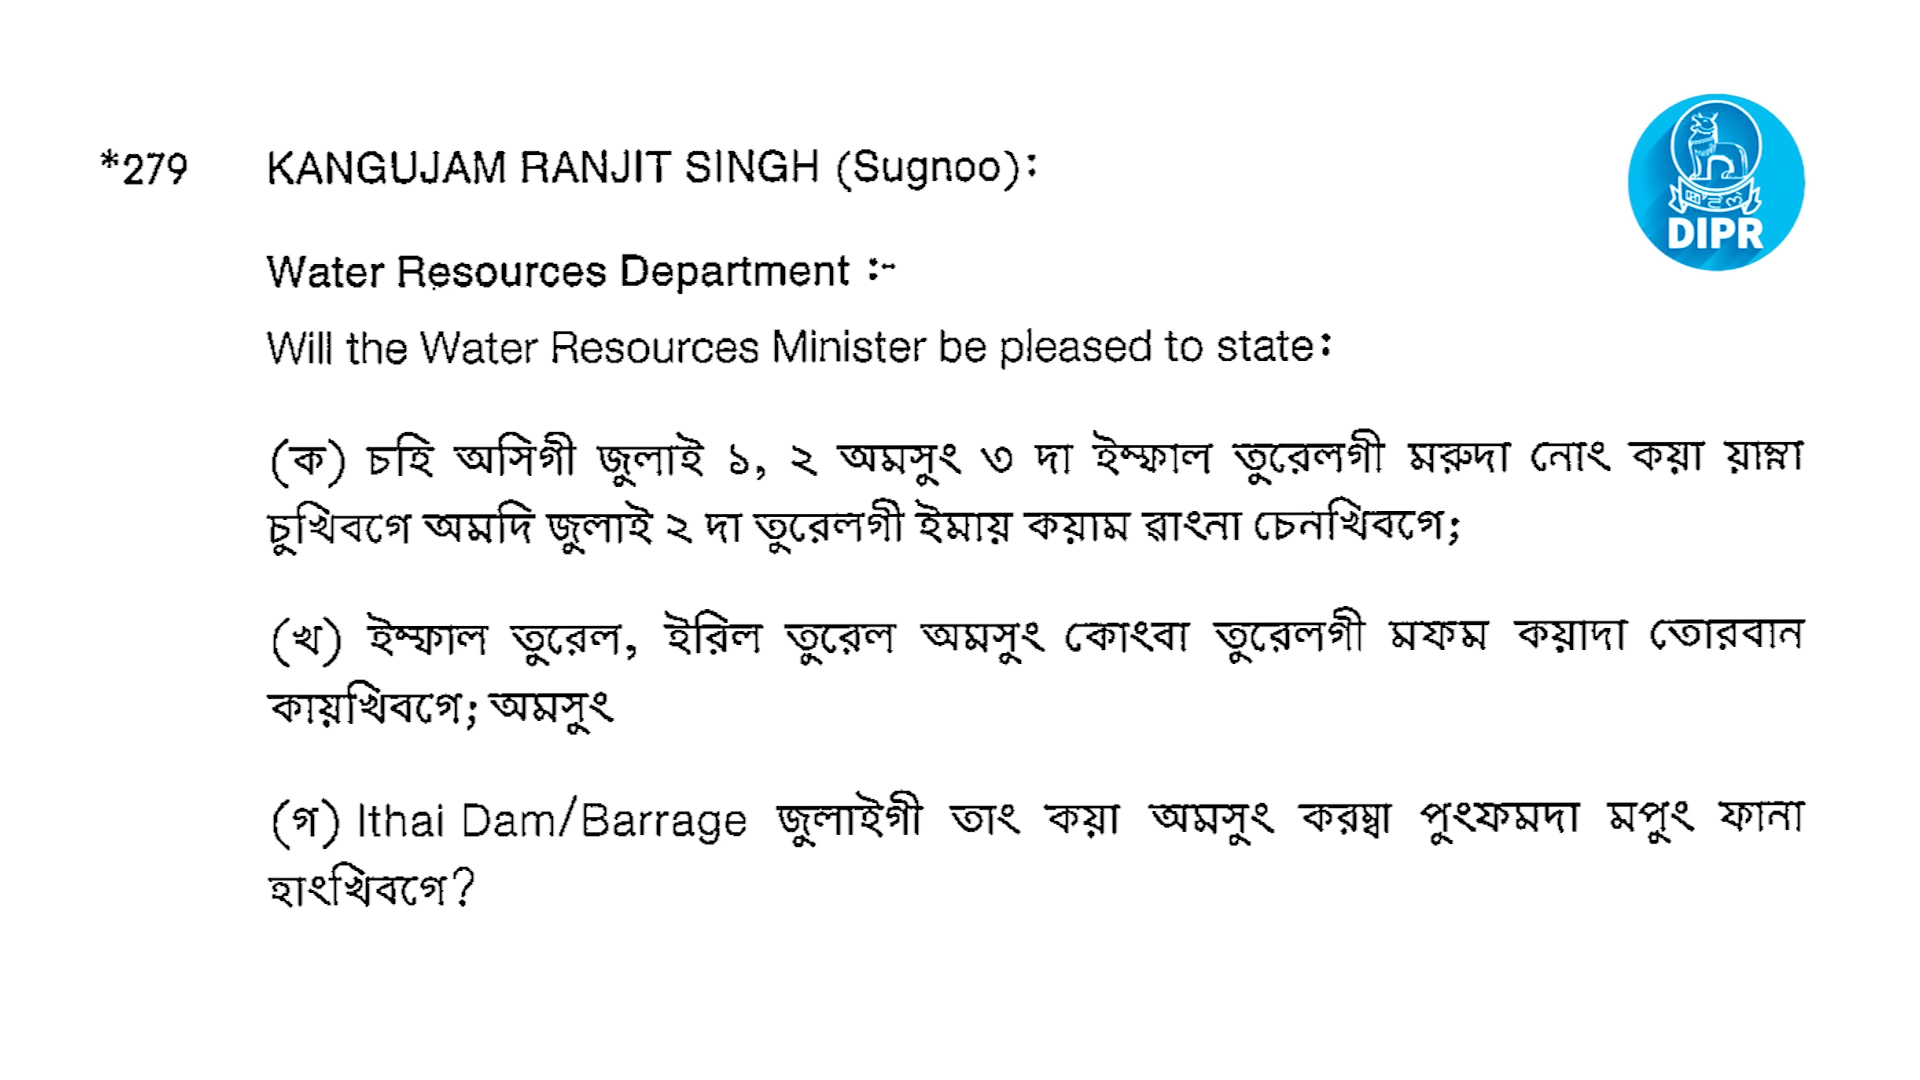 *279 KANGUJAM RANJIT SINGH (Sugnoo):
DIPR
Water Resources Department :-
Will the Water Resources Minister be pleased to state:
(ক) চহি অসিগী জুলাই ১, ২ অমসুং ৩ দা ইম্ফাল তুরেলগী মরুদা নোং কয়া য়াম্না
চুখিবগে অমদি জুলাই ২ দা তুরেলগী ইমায় কয়াম ৱাংনা চেনখিবগে;
(খ) ইম্ফাল তুরেল, ইরিল তুরেল অমসুং কোংবা তুরেলগী মফম কয়াদা তোরবান
কায়খিবগে; অমসুং
(গ) Ithai Dam/Barrage জুলাইগী তাং কয়া অমসুং করম্বা পুংফমদা মপুং ফানা
হাংখিবগে?